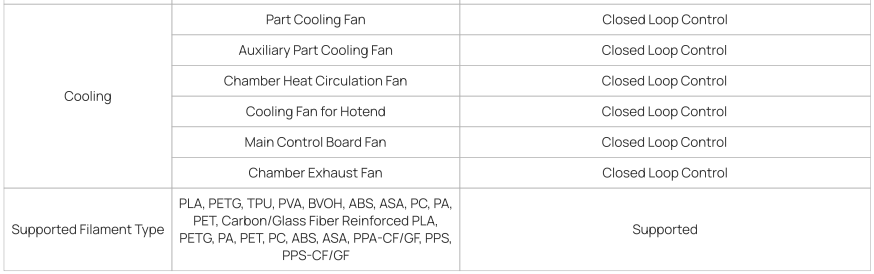 Cooling
Part Cooling Fan
Closed Loop Control
Auxiliary Part Cooling Fan
Closed Loop Control
Chamber Heat Circulation Fan
Closed Loop Control
Cooling Fan for Hotend
Closed Loop Control
Main Control Board Fan
Closed Loop Control
Chamber Exhaust Fan
Closed Loop Control
Supported Filament Type
PLA, PETG, TPU, PVA, BVOH, ABS, ASA, PC, PA,
PET, Carbon/Glass Fiber Reinforced PLA,
PETG, PA, PET, PC, ABS, ASA, PPA-CF/GF, PPS,
PPS-CF/GF
Supported